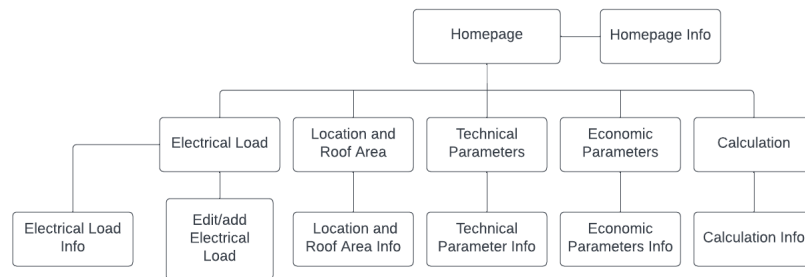 Homepage
Homepage Info
Electrical Load
Location and
Roof Area
Technical
Parameters
Economic
Parameters
Calculation
Electrical Load
Info
Edit/add
Electrical
Load
Location and
Roof Area Info
Technical
Parameter Info
Economic
Parameters Info
Calculation Info